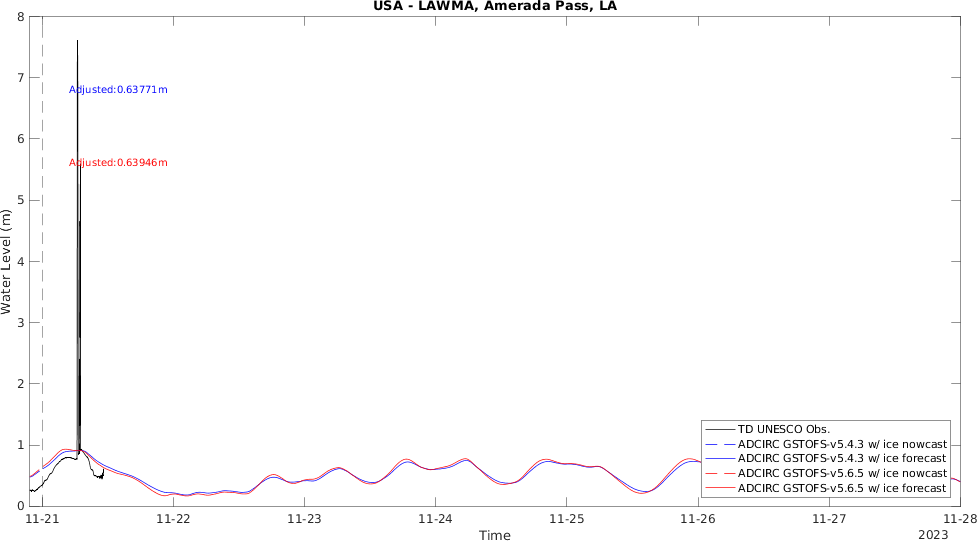 USA - LAWMA, Amerada Pass, LA
8
7
6
5
4
3
2
1
0
Water Level (m)
Adjusted:0.63771m
Adjusted:0.63946m
TD UNESCO Obs.
ADCIRC GSTOFS-v5.4.3 w/ ice nowcast
ADCIRC GSTOFS-v5.4.3 w/ ice forecast
ADCIRC GSTOFS-v5.6.5 w/ ice nowcast
ADCIRC GSTOFS-v5.6.5 w/ ice forecast
11-21 11-22 11-23 11-24 11-25 11-26 11-27 11-28
Time
2023